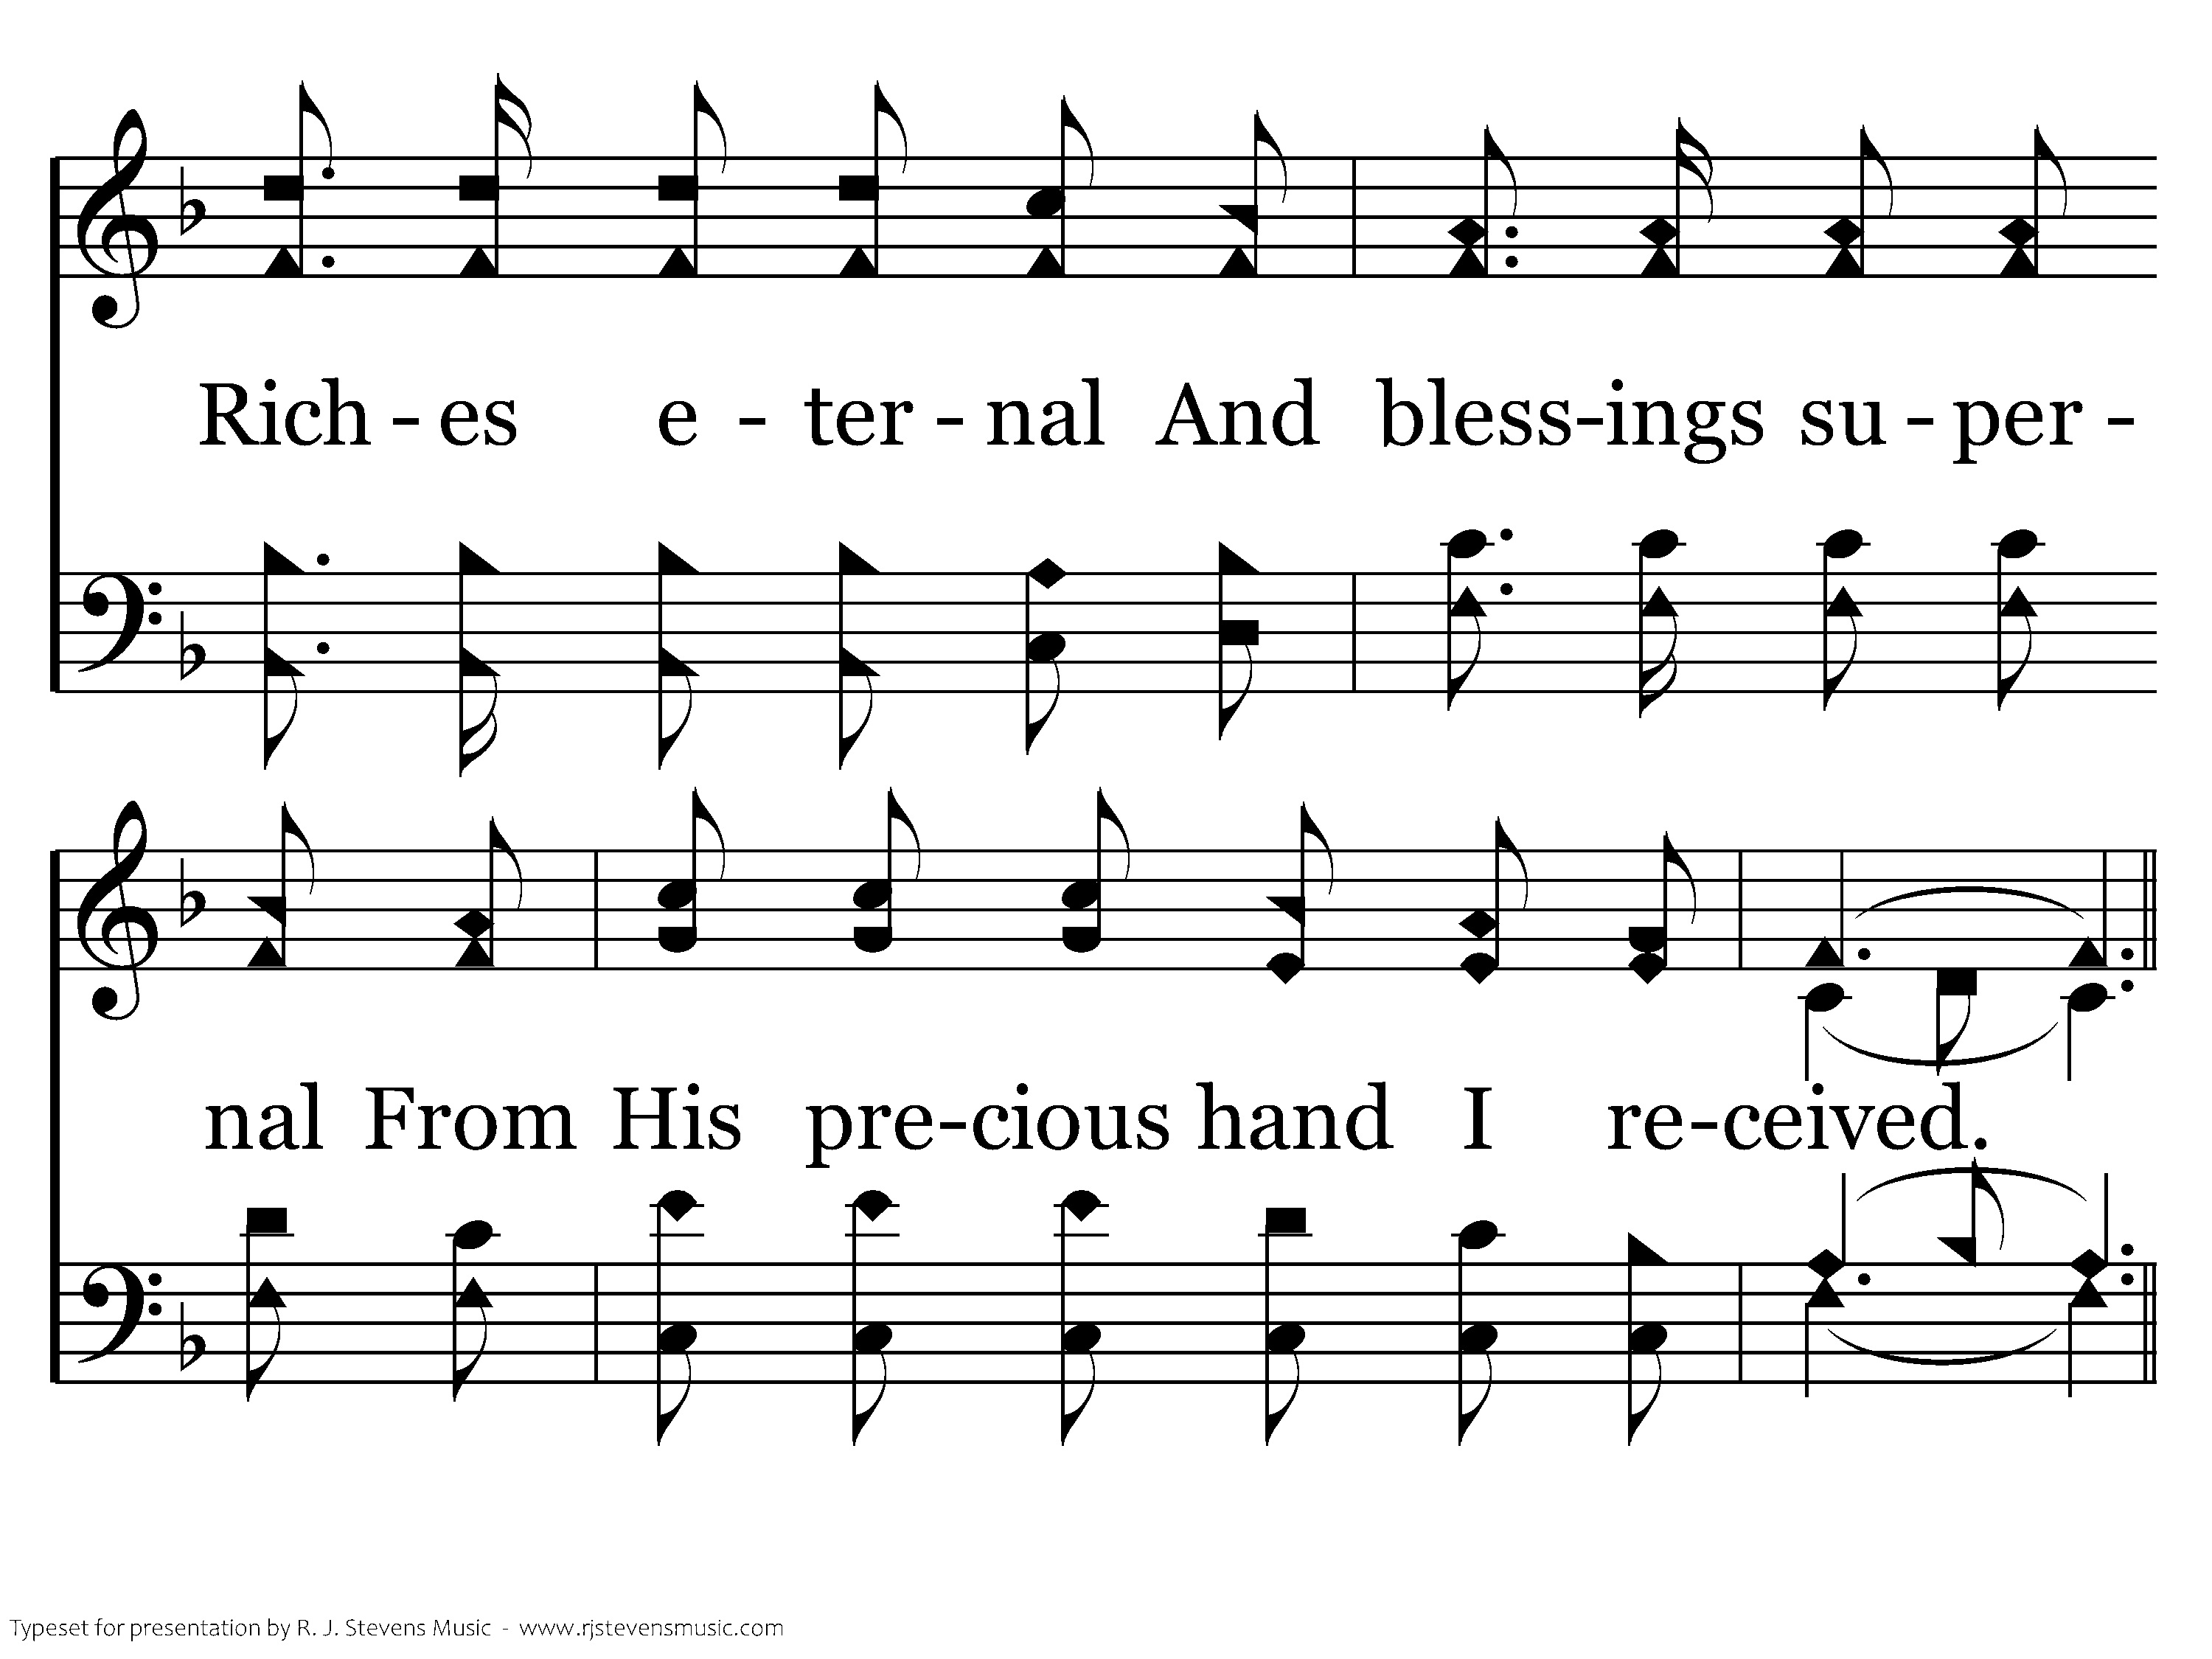 Rich - es e - ter - nal And bless-ings su - per -
nal From His pre-cious hand I re-ceived.
Typeset for presentation by R. J. Stevens Music - www.rjstevensmusic.com